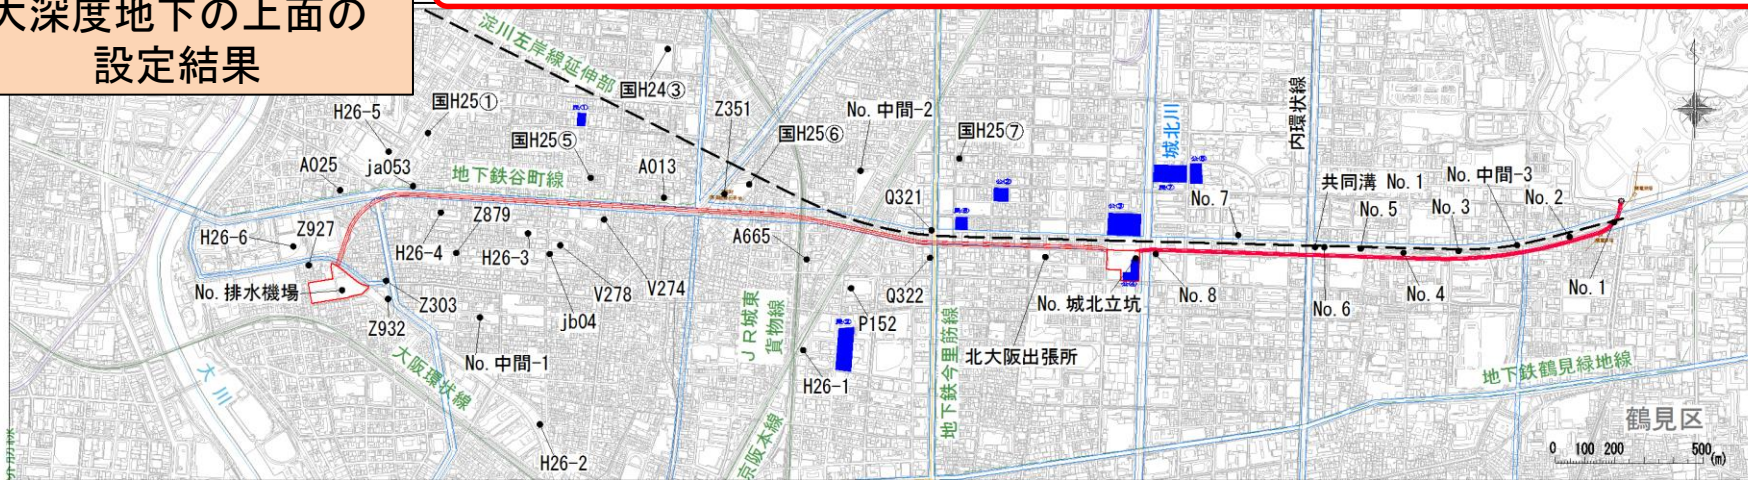 大深度地下の上面の
設定結果
淀川左岸線延伸部
国H24③
国H25①
H26-5
Z351
No. 中間-2
国H25⑥
国H25⑦
国H25⑤
城北川
内環状線
A025
ja053
地下鉄谷町線
A013
Q321
No. 7
共同溝 No. 1
No. 中間-3
No. 5
No. 3
No. 2
H26-6
Z927
H26-4
Z879
H26-3
A665
No. 排水機場
Z303
Z932
V278
V274
jb04
No. 中間-1
JR城東
貨物線
P152
Q322
No. 城北立坑
No. 8
No. 6
No. 4
No. 1
大川
大阪環状線
H26-1
北大阪出張所
地下鉄今里筋線
地下鉄鶴見緑地線
鶴見区
H26-2
京阪本線
0 100 200 500(m)